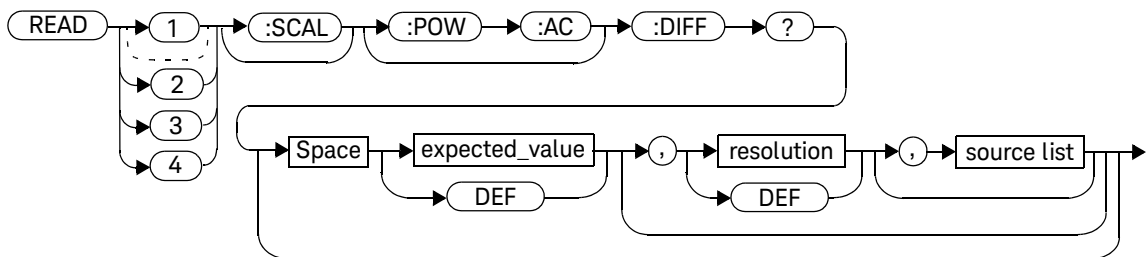 READ 1 :SCAL :POW :AC :DIFF ?
2
3
4
Space expected_value , resolution , source list
DEF DEF